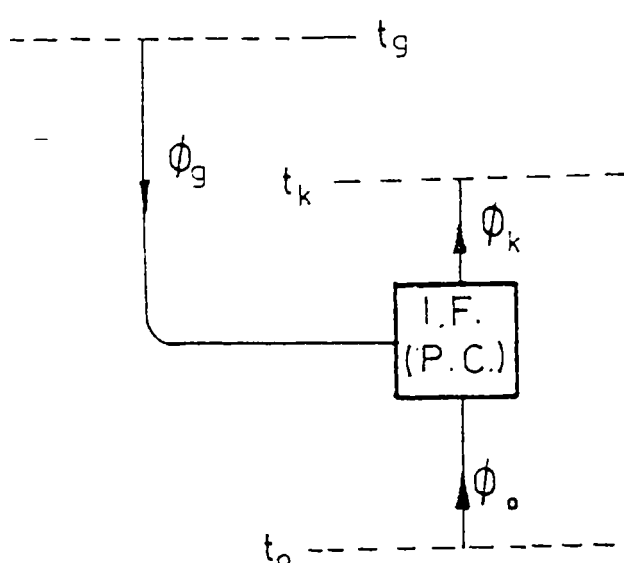 t_g
ϕ_g
t_k
ϕ_k
I.F.
(P.C.)
ϕ_o
t_o